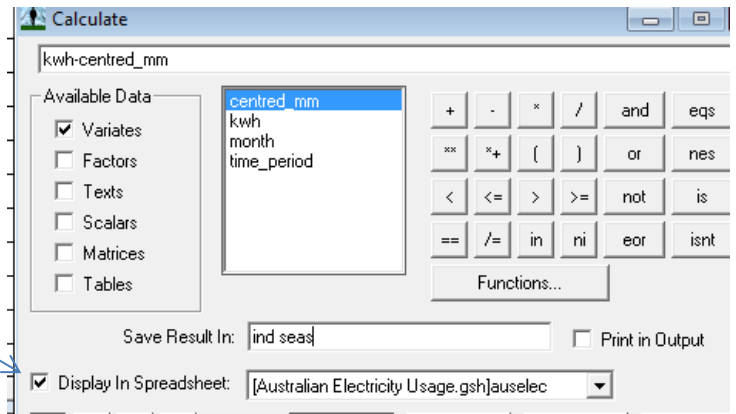 Calculate
kwh-centred_mm
Available Data
Variates
Factors
Texts
Scalars
Matrices
Tables
centred_mm
kwh
month
time_period
+ - * / and eqs
** *+ ( ) or nes
< <= > >= not is
== /= in ni eor isnt
Functions...
Save Result In: ind seas
Print in Output
Display In Spreadsheet: [Australian Electricity Usage.gsh]auselec